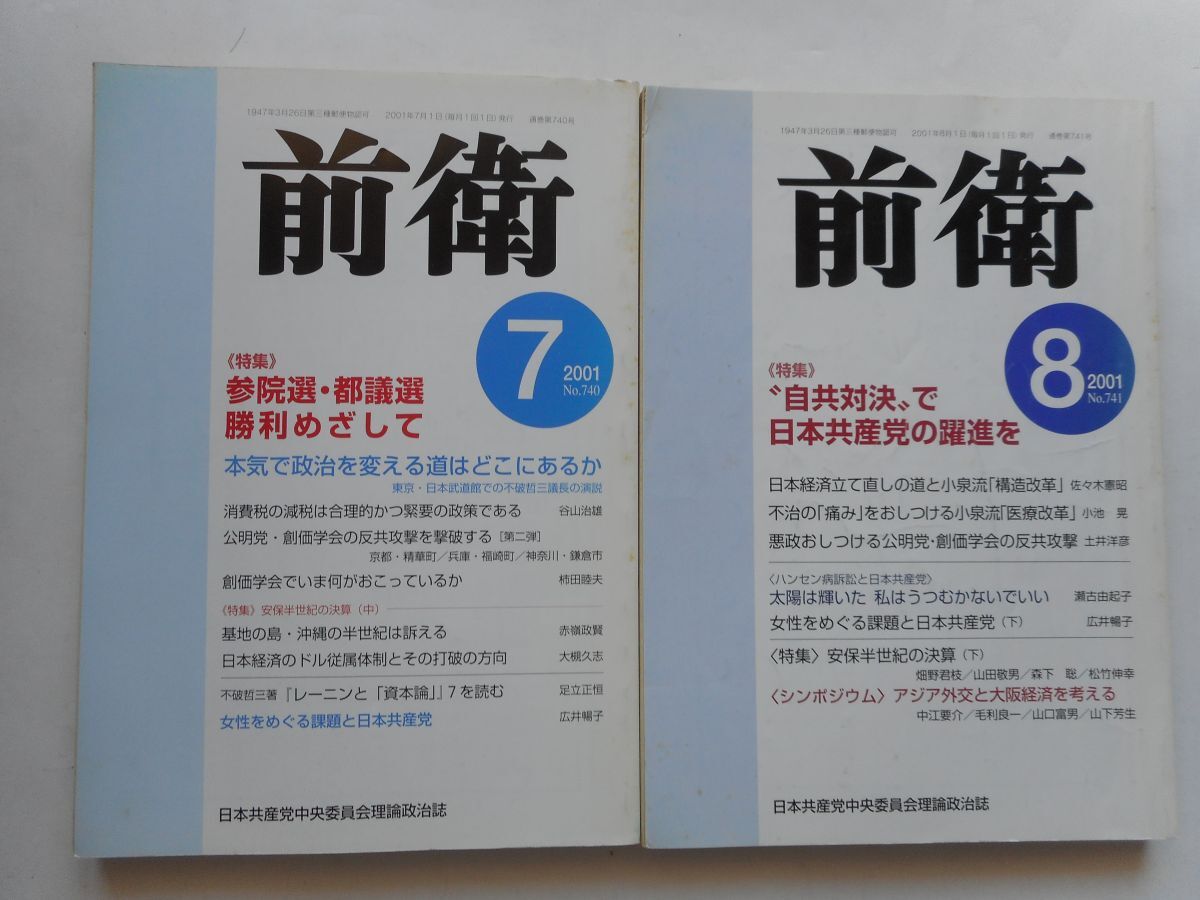 1947年3月26日第三種郵便物認可 2001年7月1日(毎月1回1日)発行 通巻第740号
前衛
7
2001
No.740
《特集》
参院選・都議選
勝利めざして
本気で政治を変える道はどこにあるか
東京・日本武道館での不破哲三議長の演説
消費税の減税は合理的かつ緊要の政策である 谷山治雄
公明党・創価学会の反共攻撃を撃破する[第二弾]
京都・精華町/兵庫・福崎町/神奈川・鎌倉市
創価学会でいま何がおこっているか 柿田睦夫
《特集》安保半世紀の決算(中)
基地の島・沖縄の半世紀は訴える 赤嶺政賢
日本経済のドル従属体制とその打破の方向 大槻久志
不破哲三著『レーニンと「資本論」』7を読む 足立正恒
女性をめぐる課題と日本共産党 広井暢子
日本共産党中央委員会理論政治誌
1947年3月26日第三種郵便物認可 2001年8月1日(毎月1回1日)発行 通巻第741号
前衛
8
2001
No.741
《特集》
〝自共対決〟で
日本共産党の躍進を
日本経済立て直しの道と小泉流「構造改革」 佐々木憲昭
不治の「痛み」をおしつける小泉流「医療改革」 小池 晃
悪政おしつける公明党・創価学会の反共攻撃 土井洋彦
〈ハンセン病訴訟と日本共産党〉
太陽は輝いた 私はうつむかないでいい 瀬古由起子
女性をめぐる課題と日本共産党(下) 広井暢子
〈特集〉安保半世紀の決算(下)
畑野君枝/山田敬男/森下 聡/松竹伸幸
〈シンポジウム〉アジア外交と大阪経済を考える
中江要介/毛利良一/山口富男/山下芳生
日本共産党中央委員会理論政治誌